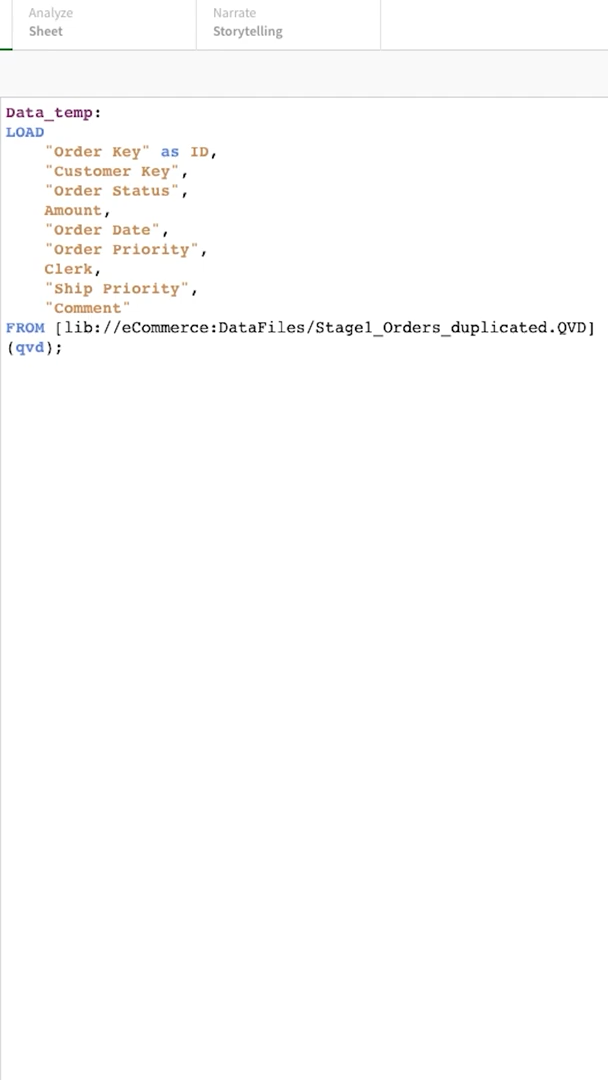 Analyze
Sheet
Narrate
Storytelling
Data_temp:
LOAD
"Order Key" as ID,
"Customer Key",
"Order Status",
Amount,
"Order Date",
"Order Priority",
Clerk,
"Ship Priority",
"Comment"
FROM [lib://eCommerce:DataFiles/Stage1_Orders_duplicated.QVD]
(qvd);